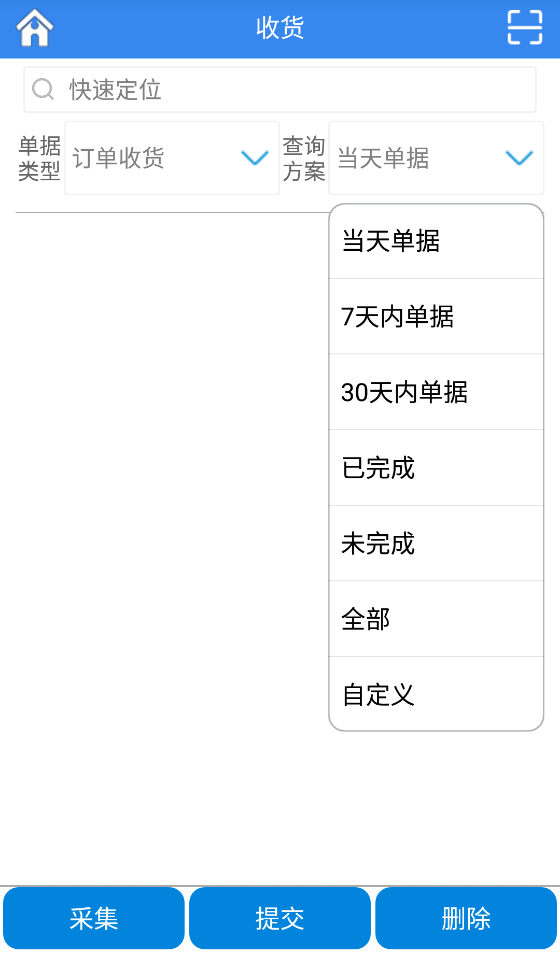 收货
快速定位
单据类型
订单收货
查询方案
当天单据
当天单据
7天内单据
30天内单据
已完成
未完成
全部
自定义
采集
提交
删除